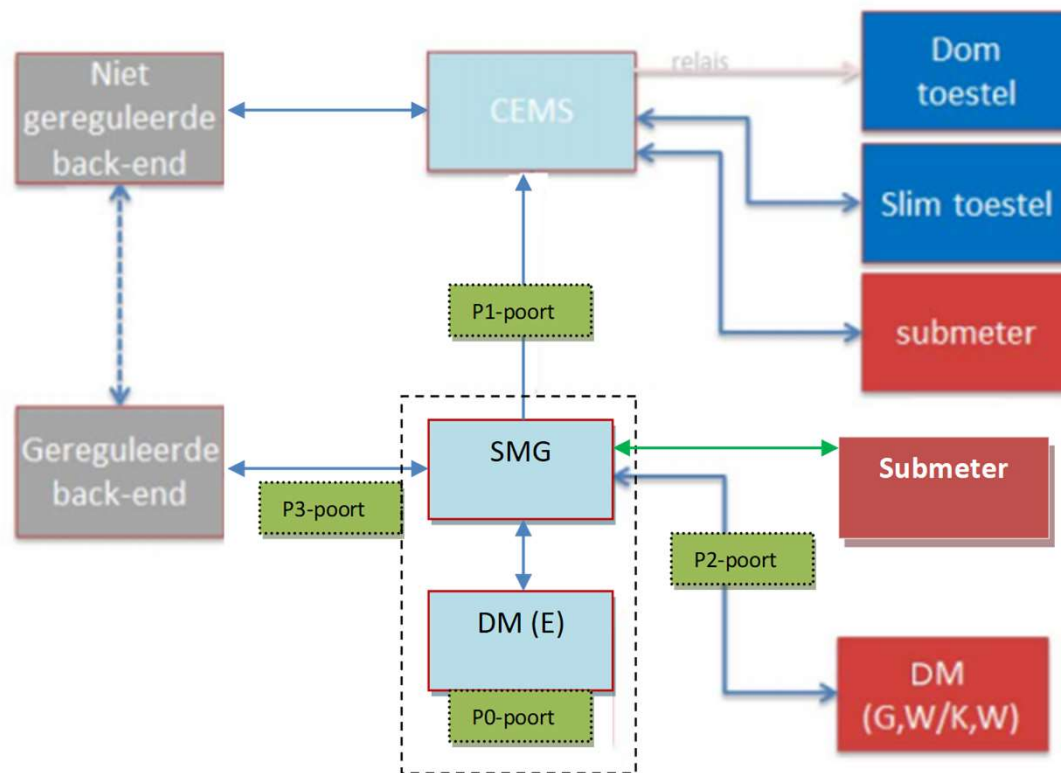 Niet
gereguleerde
back-end
CEMS
relais
Dom
toestel
Slim toestel
submeter
P1-poort
Gereguleerde
back-end
P3-poort
SMG
Submeter
P2-poort
DM (E)
P0-poort
DM
(G,W/K,W)